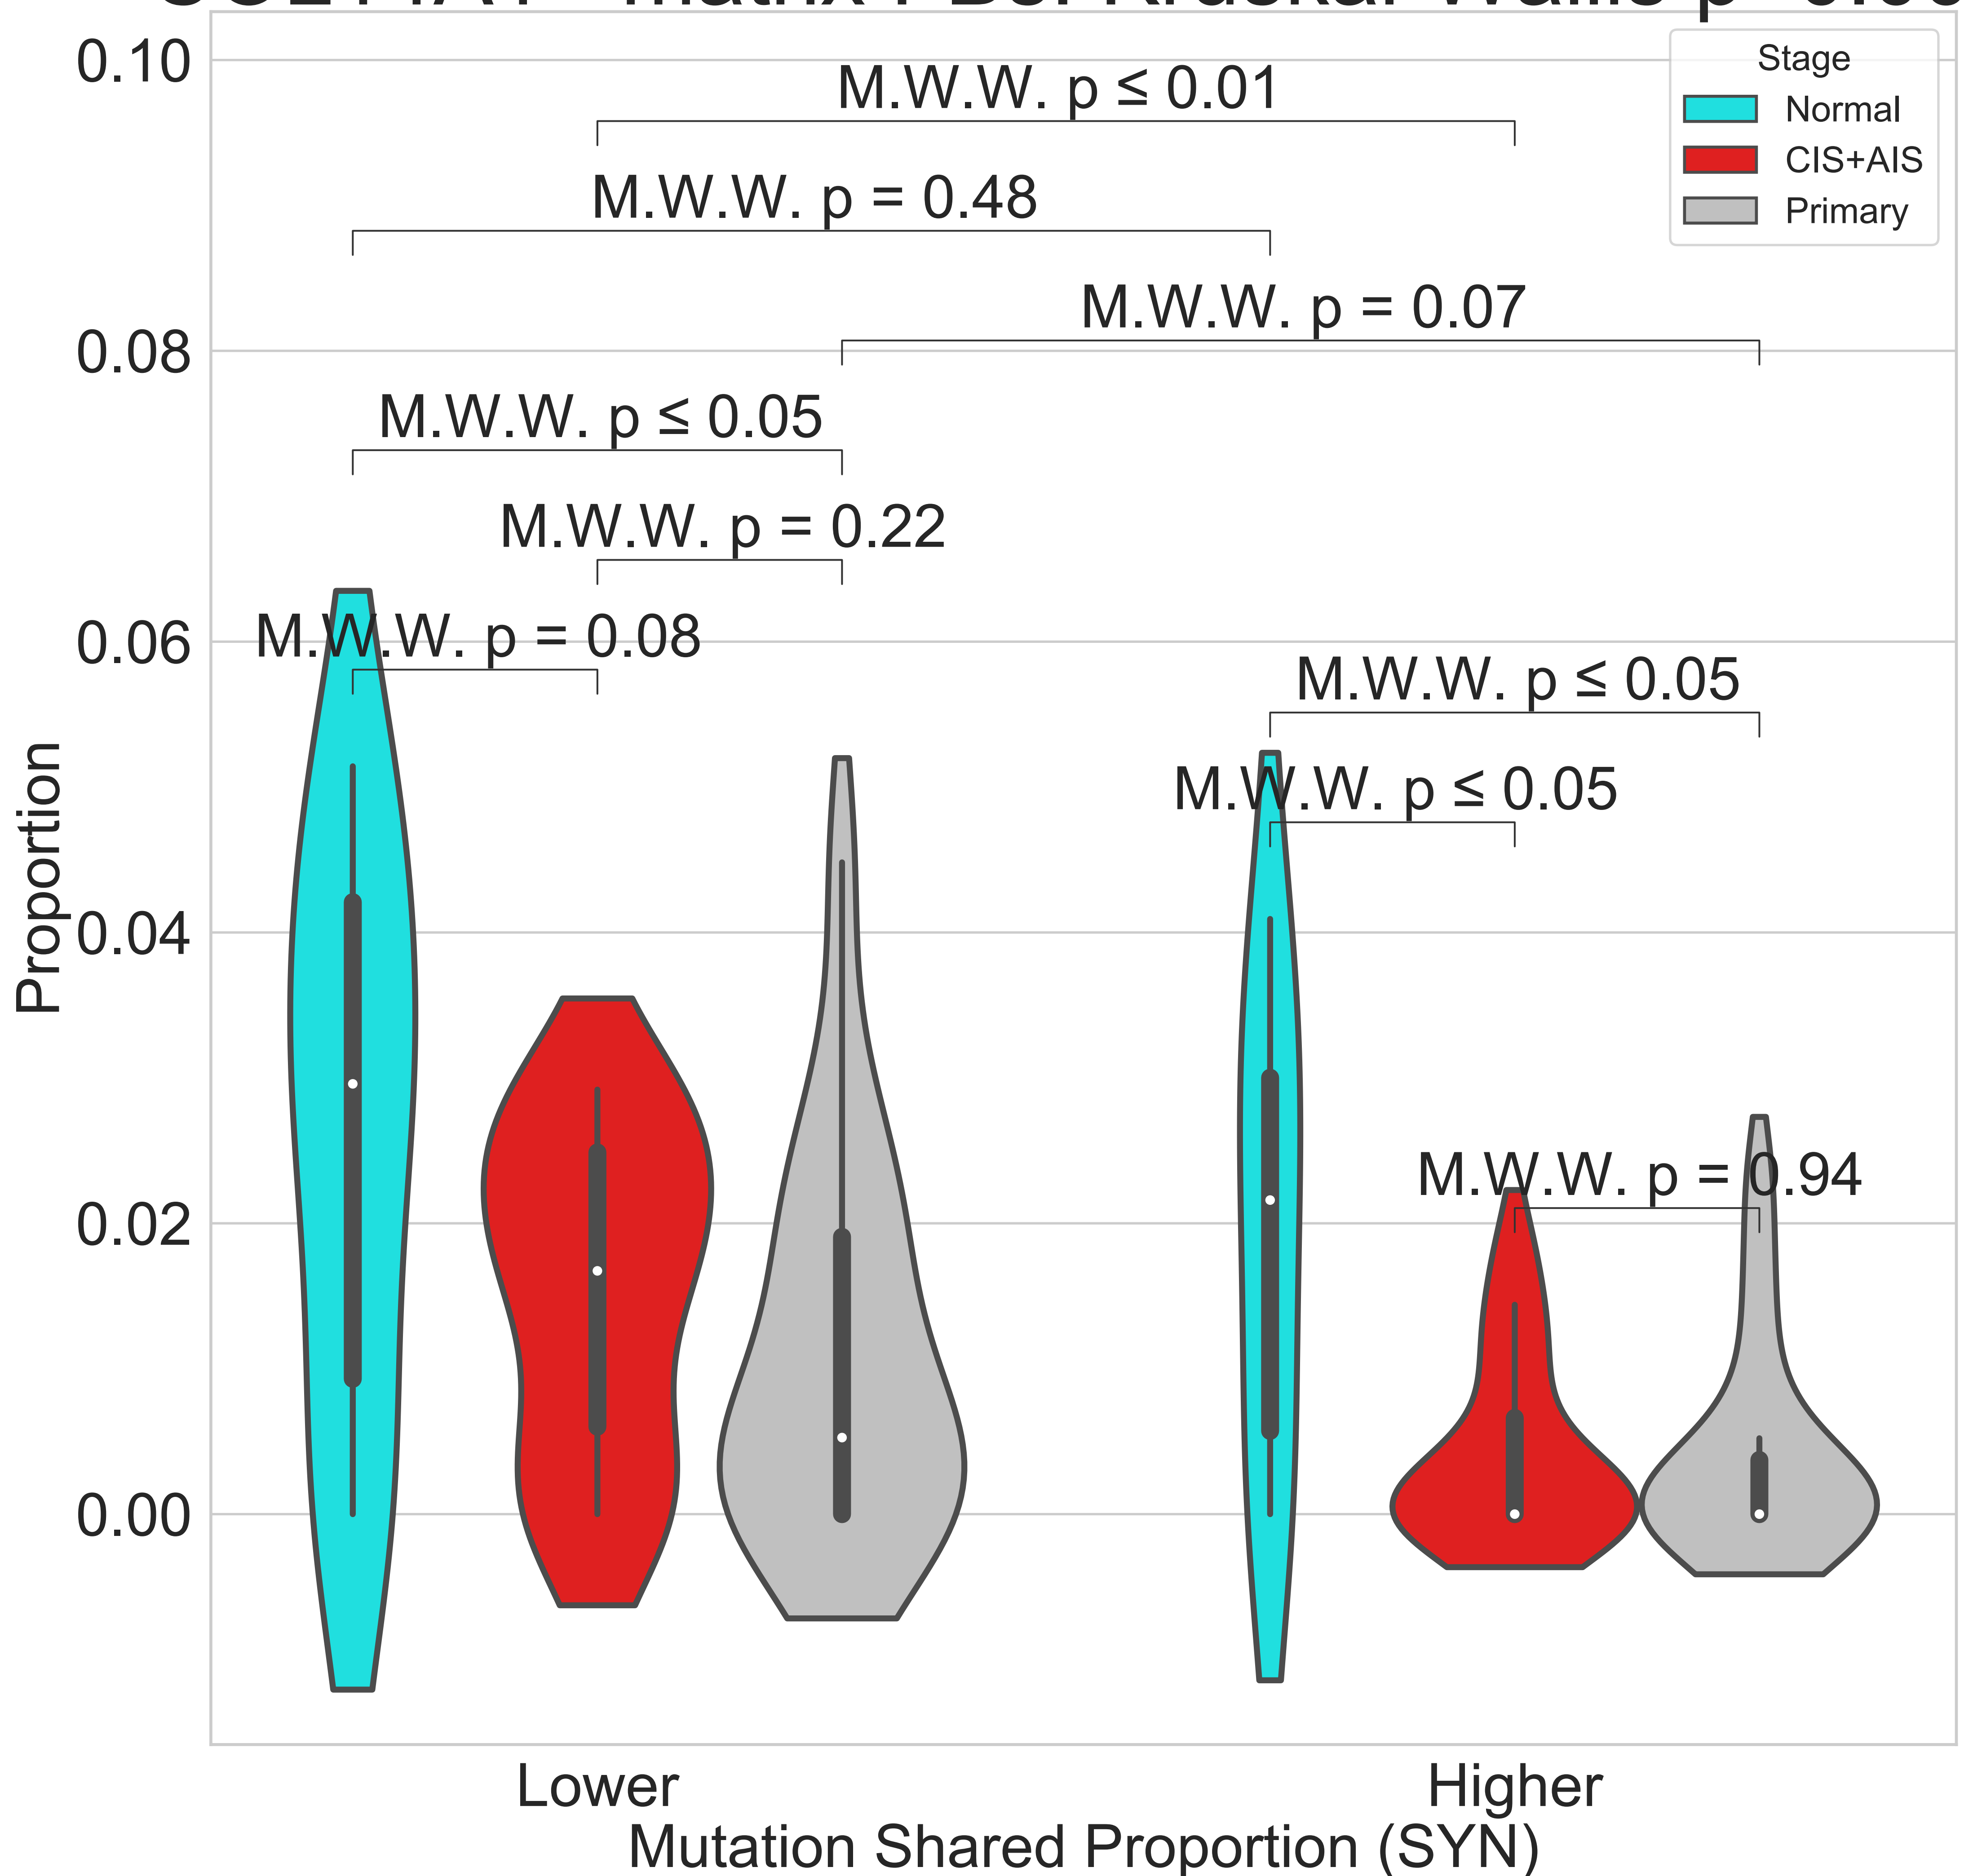 0.10
0.08
0.06
0.04
0.02
0.00
Proportion
M.W.W. p ≤ 0.01
M.W.W. p = 0.48
M.W.W. p = 0.07
M.W.W. p ≤ 0.05
M.W.W. p = 0.22
M.W.W. p = 0.08
M.W.W. p ≤ 0.05
M.W.W. p ≤ 0.05
M.W.W. p = 0.94
Stage
Normal
CIS+AIS
Primary
Lower
Higher
Mutation Shared Proportion (SYN)